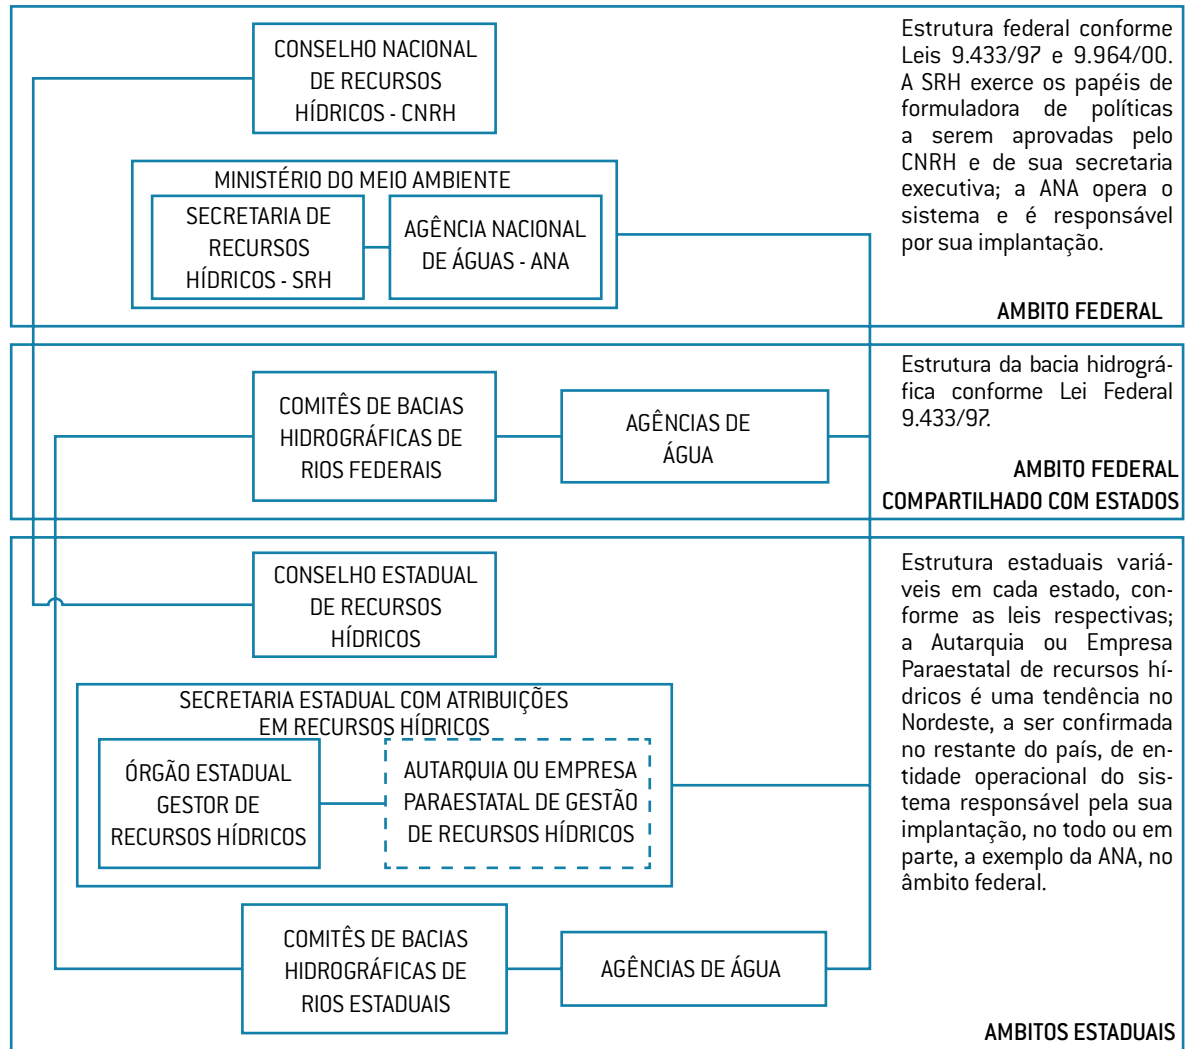 CONSELHO NACIONAL
DE RECURSOS
HÍDRICOS - CNRH
MINISTÉRIO DO MEIO AMBIENTE
SECRETARIA DE
RECURSOS
HÍDRICOS - SRH
AGÊNCIA NACIONAL
DE ÁGUAS - ANA
Estrutura federal conforme
Leis 9.433/97 e 9.964/00.
A SRH exerce os papéis de
formuladora de políticas
a serem aprovadas pelo
CNRH e de sua secretaria
executiva; a ANA opera o
sistema e é responsável
por sua implantação.
AMBITO FEDERAL
COMITÊS DE BACIAS
HIDROGRÁFICAS DE
RIOS FEDERAIS
AGÊNCIAS DE
ÁGUA
Estrutura da bacia hidrográ-
fica conforme Lei Federal
9.433/97.
AMBITO FEDERAL
COMPARTILHADO COM ESTADOS
CONSELHO ESTADUAL
DE RECURSOS
HÍDRICOS
SECRETARIA ESTADUAL COM ATRIBUIÇÕES
EM RECURSOS HÍDRICOS
ÓRGÃO ESTADUAL
GESTOR DE
RECURSOS HÍDRICOS
AUTARQUIA OU EMPRESA
PARAESTATAL DE GESTÃO
DE RECURSOS HÍDRICOS
COMITÊS DE BACIAS
HIDROGRÁFICAS DE
RIOS ESTADUAIS
AGÊNCIAS DE ÁGUA
Estrutura estaduais variá-
veis em cada estado, con-
forme as leis respectivas;
a Autarquia ou Empresa
Paraestatal de recursos hí-
dricos é uma tendência no
Nordeste, a ser confirmada
no restante do país, de en-
tidade operacional do sis-
tema responsável pela sua
implantação, no todo ou em
parte, a exemplo da ANA, no
âmbito federal.
AMBITOS ESTADUAIS